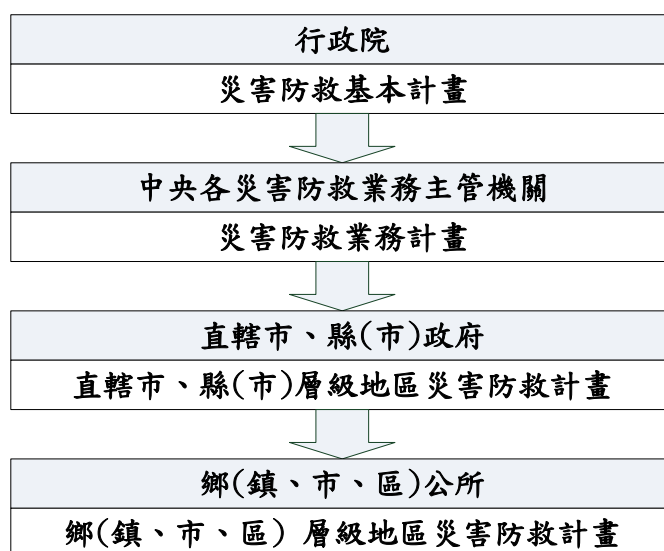 行政院
災害防救基本計畫
中央各災害防救業務主管機關
災害防救業務計畫
直轄市、縣(市)政府
直轄市、縣(市)層級地區災害防救計畫
鄉(鎮、市、區)公所
鄉(鎮、市、區) 層級地區災害防救計畫